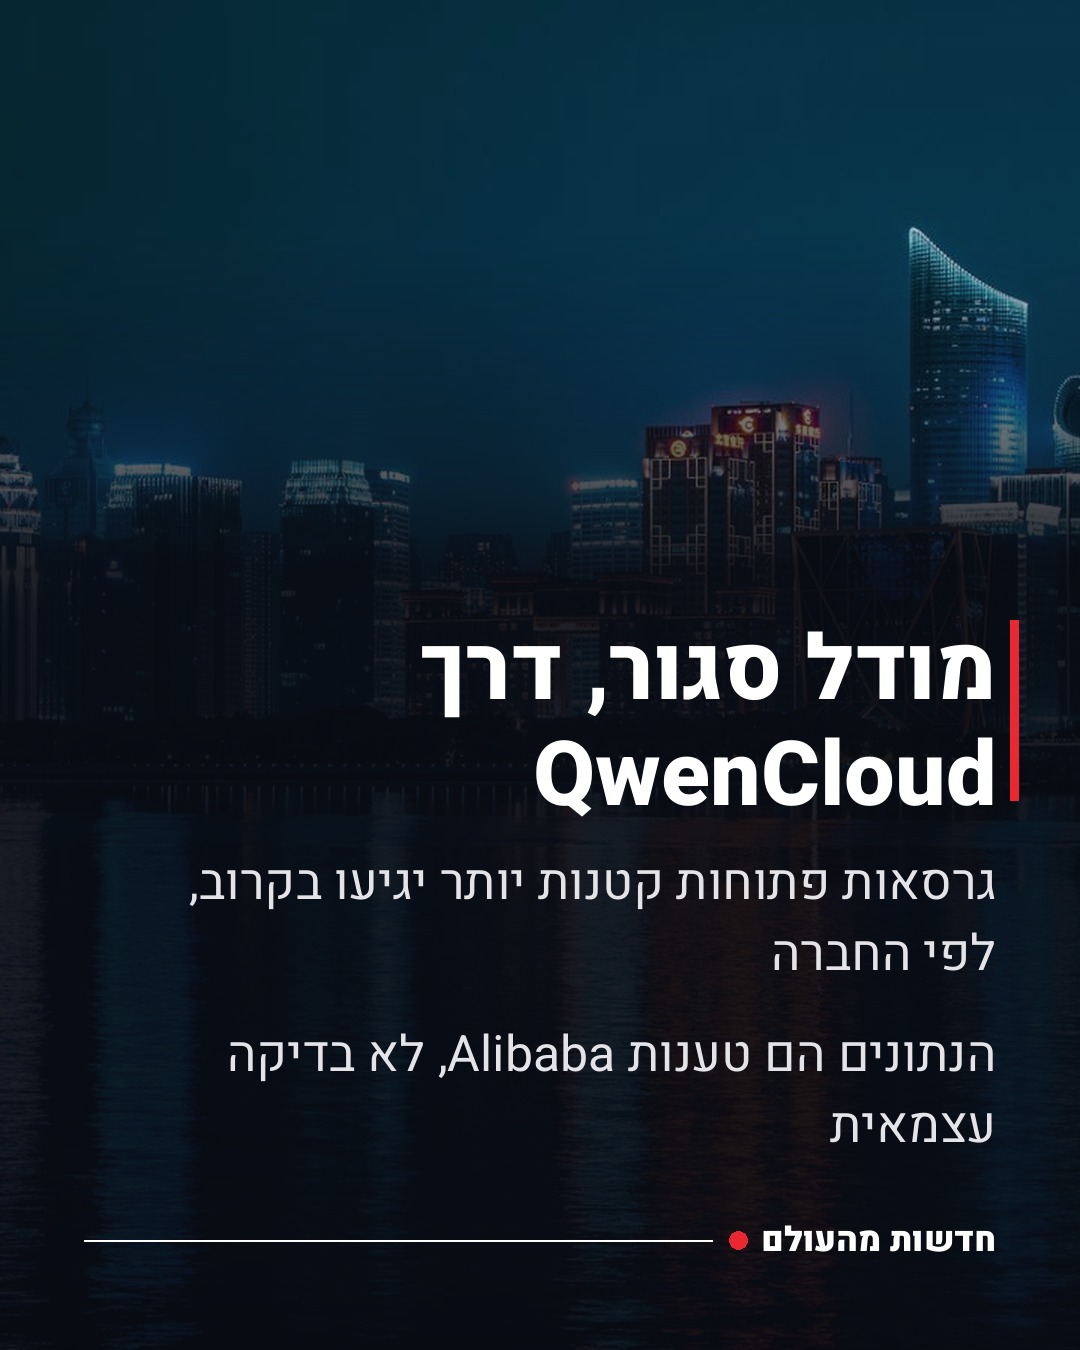 מודל סגור, דרך
QwenCloud
גרסאות פתוחות קטנות יותר יגיעו בקרוב,
לפי החברה
הנתונים הם טענות Alibaba, לא בדיקה
עצמאית
חדשות מהעולם